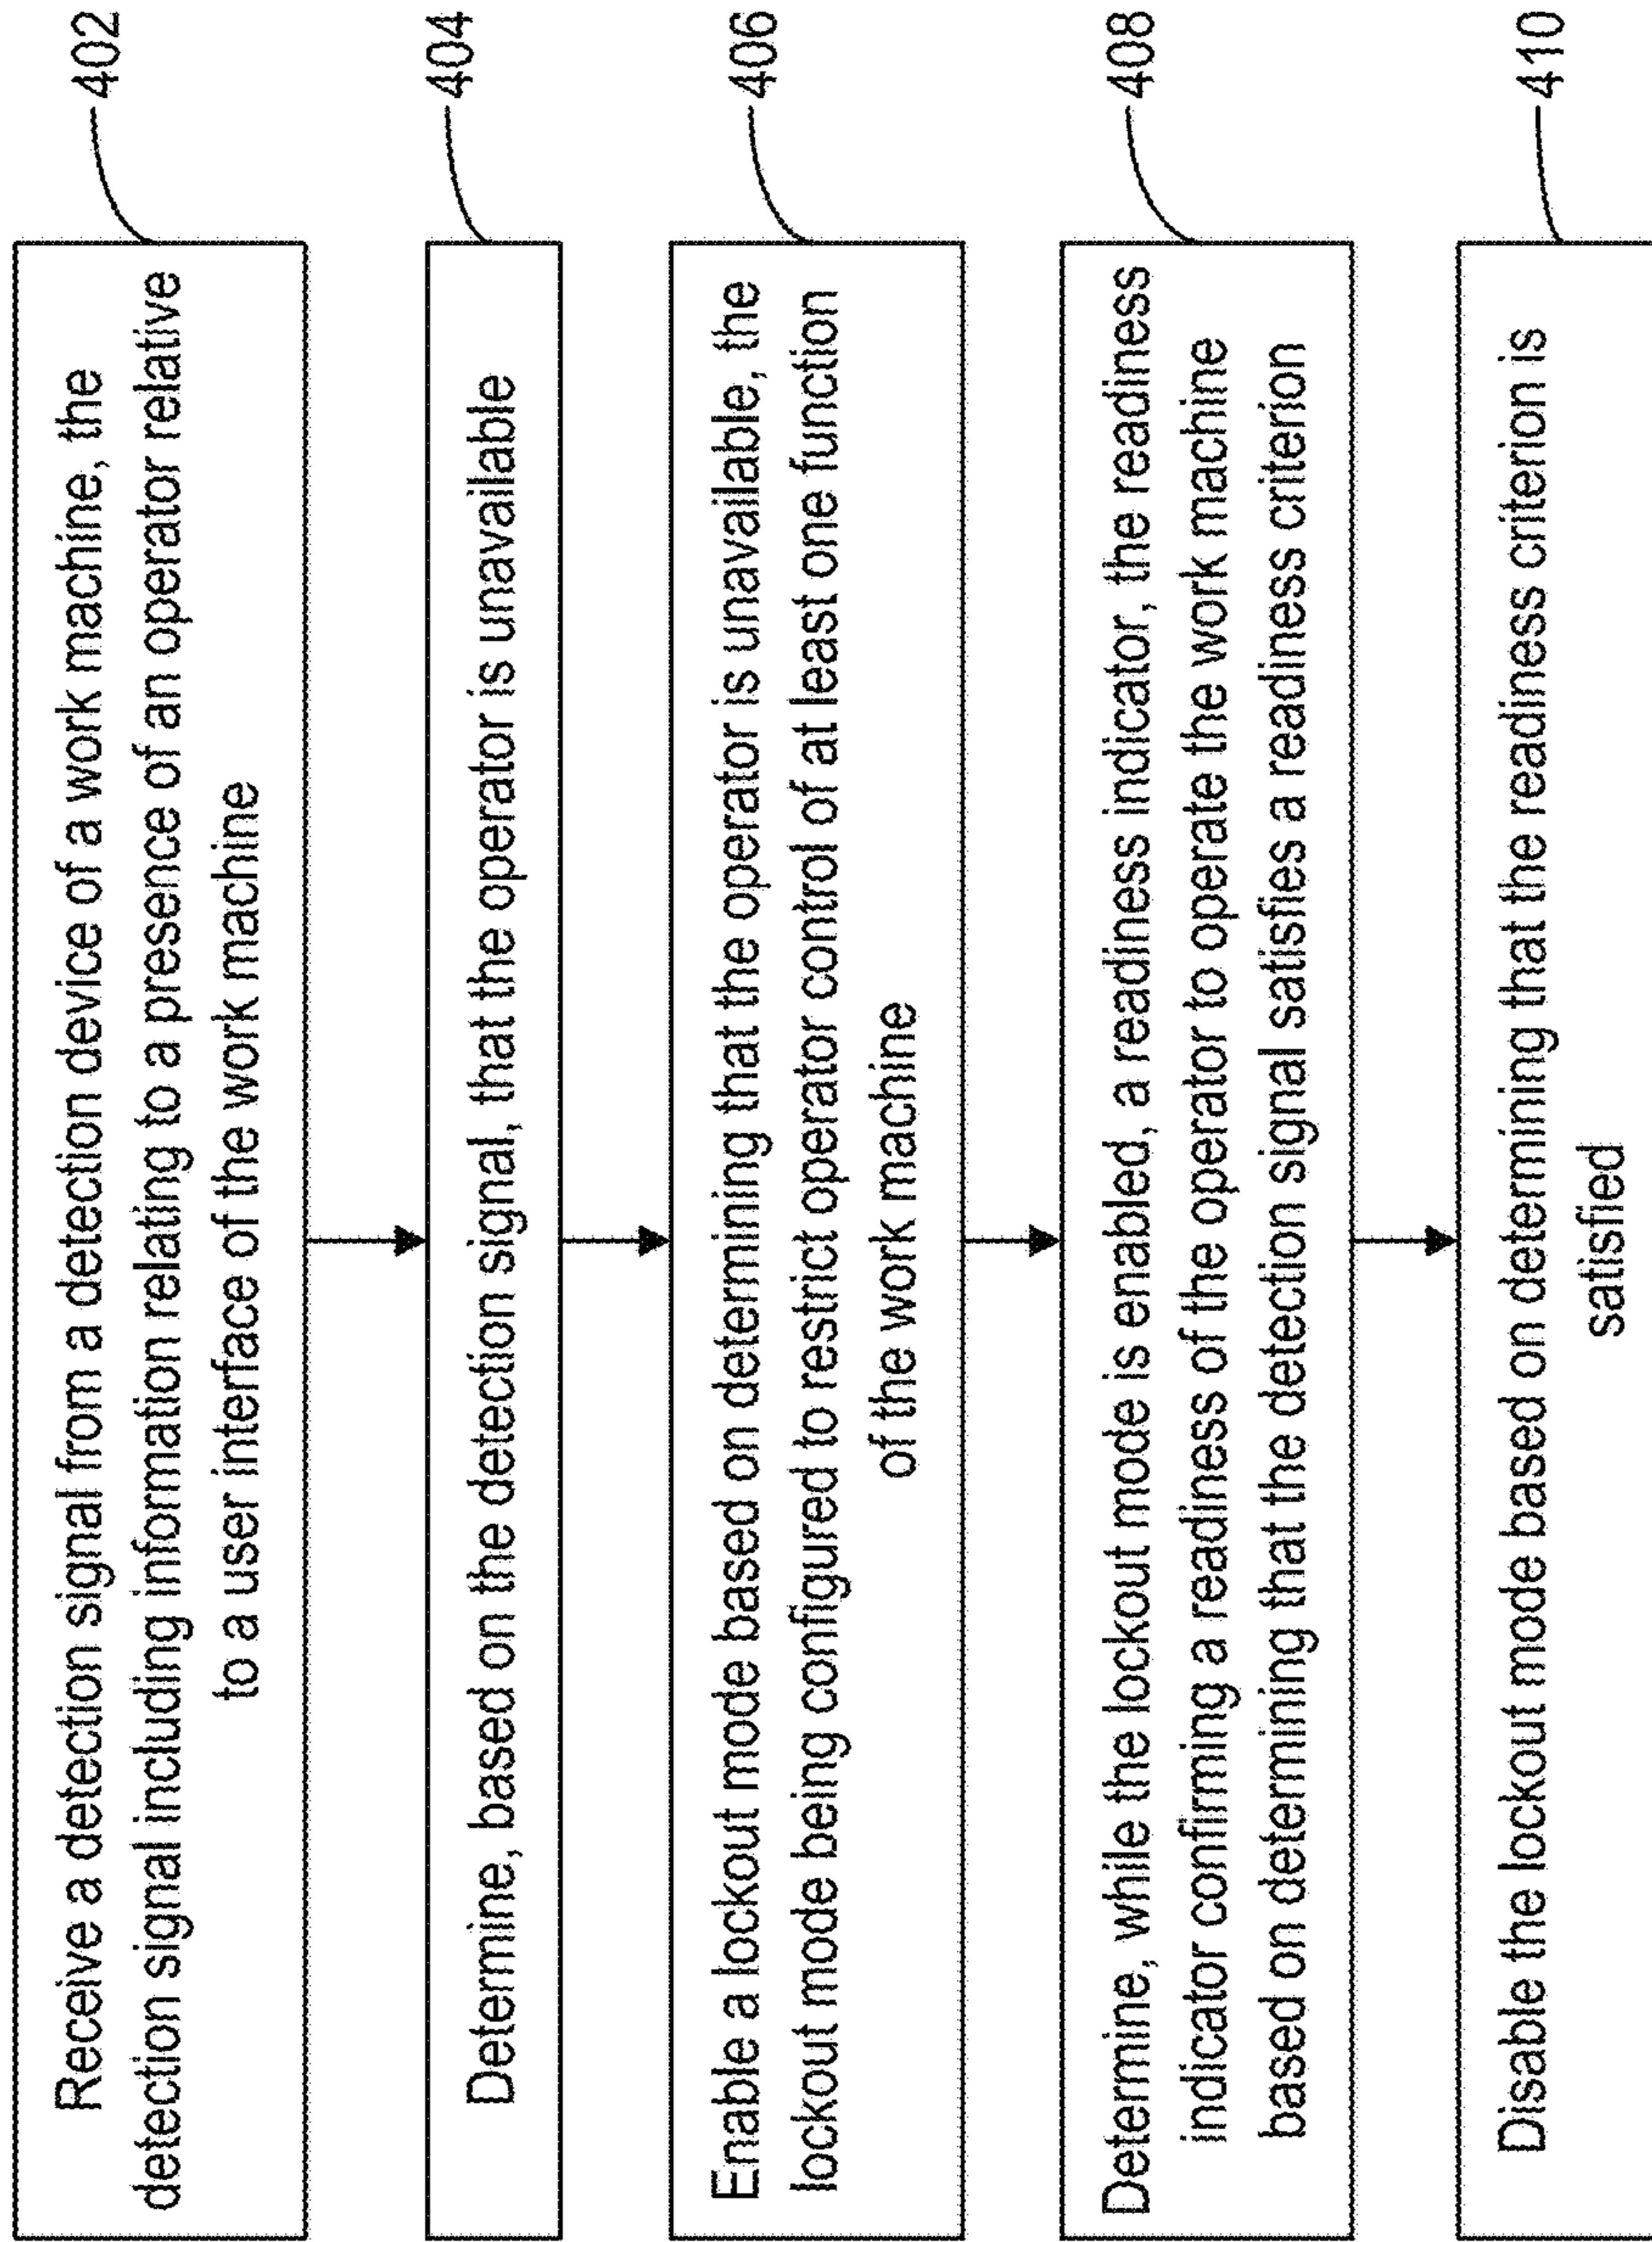 Receive a detection signal from a detection device of a work machine, the
detection signal including information relating to a presence of an operator relative
to a user interface of the work machine
402
Determine, based on the detection signal, that the operator is unavailable
404
Enable a lockout mode based on determining that the operator is unavailable, the
lockout mode being configured to restrict operator control of at least one function
of the work machine
406
Determine, while the lockout mode is enabled, a readiness indicator, the readiness
indicator confirming a readiness of the operator to operate the work machine
based on determining that the detection signal satisfies a readiness criterion
408
Disable the lockout mode based on determining that the readiness criterion is
satisfied
410